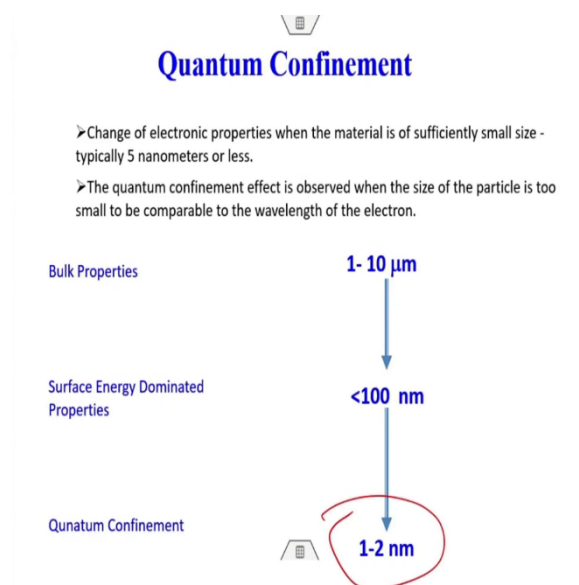 Quantum Confinement
➢Change of electronic properties when the material is of sufficiently small size -
typically 5 nanometers or less.
➢The quantum confinement effect is observed when the size of the particle is too
small to be comparable to the wavelength of the electron.
Bulk Properties
1- 10 μm
Surface Energy Dominated
Properties
<100 nm
Qunatum Confinement
1-2 nm